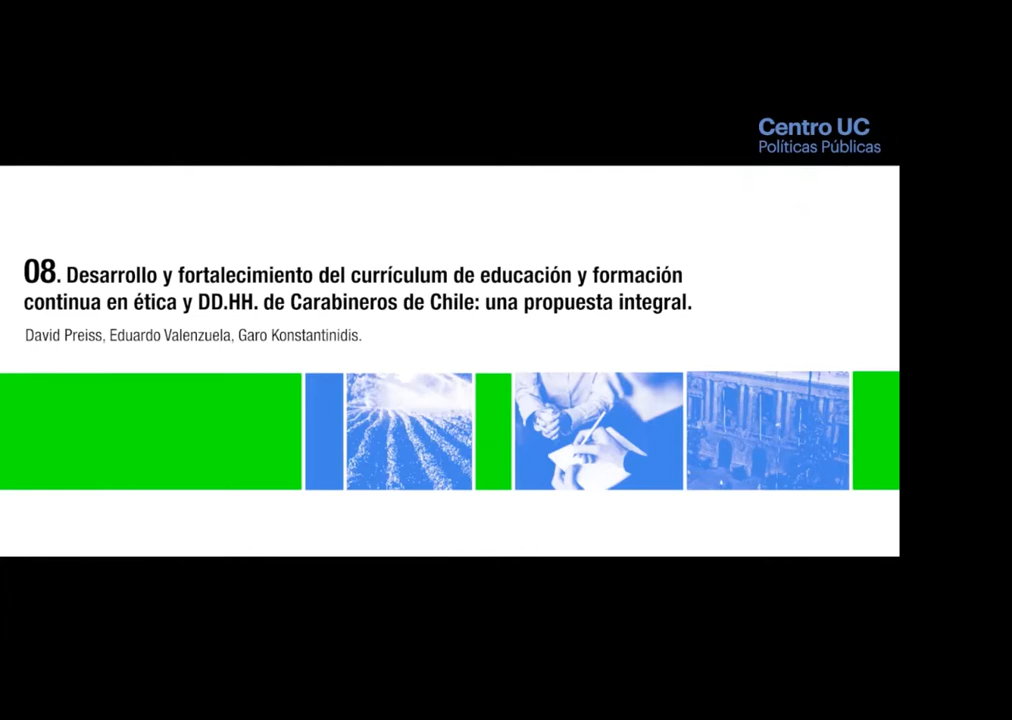 Centro UC
Políticas Públicas
08. Desarrollo y fortalecimiento del currículum de educación y formación
continua en ética y DD.HH. de Carabineros de Chile: una propuesta integral.
David Preiss, Eduardo Valenzuela, Garo Konstantinidis.